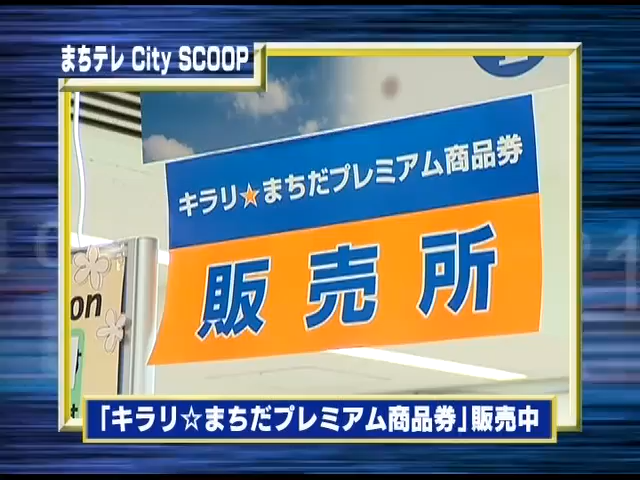 まちテレ City SCOOP
キラリ★まちだプレミアム商品券
販売所
on
「キラリ☆まちだプレミアム商品券」販売中